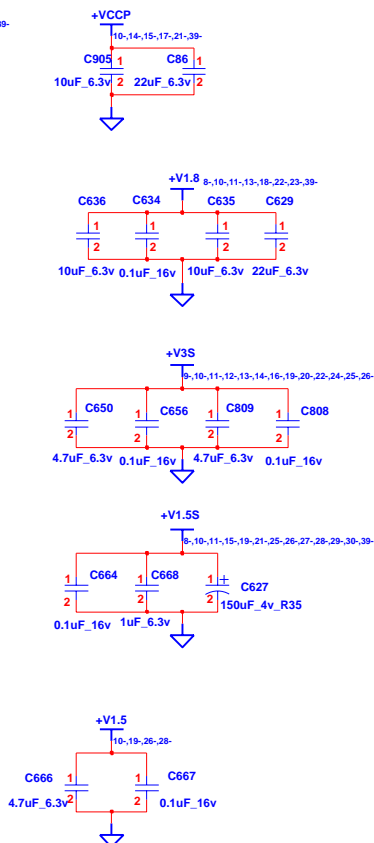 39-
+VCCP
10-,14-,15-,17-,21-,39-
C905 1 C86 1
10uF_6.3v 2 22uF_6.3v 2
+V1.8 8-,10-,11-,13-,18-,22-,23-,39-
C636 C634 C635 C629
1 1 1 1
2 2 2 2
10uF_6.3v 0.1uF_16v 10uF_6.3v 22uF_6.3v
+V3S
9-,10-,11-,12-,13-,14-,16-,19-,20-,22-,24-,25-,26-
1 C650 1 C656 1 C809 1 C808
2 2 2 2
4.7uF_6.3v 0.1uF_16v 4.7uF_6.3v 0.1uF_16v
+V1.5S
8-,10-,11-,15-,19-,21-,25-,26-,27-,28-,29-,30-,39-
1 C664 1 C668 1 + C627
2 2 2 150uF_4v_R35
0.1uF_16v 1uF_6.3v
+V1.5
10-,19-,26-,28-
C666 1 1 C667
4.7uF_6.3v 2 2 0.1uF_16v